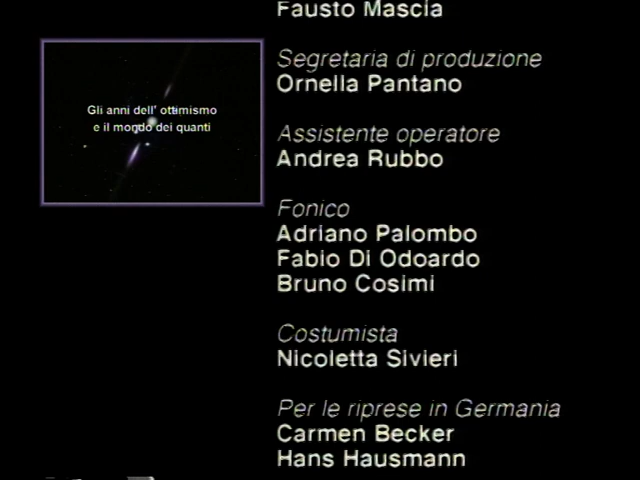 Fausto Mascia
Segretaria di produzione
Ornella Pantano
Gli anni dell' ottimismo
e il mondo dei quanti
Assistente operatore
Andrea Rubbo
Fonico
Adriano Palombo
Fabio Di Odoardo
Bruno Cosimi
Costumista
Nicoletta Sivieri
Per le riprese in Germania
Carmen Becker
Hans Hausmann